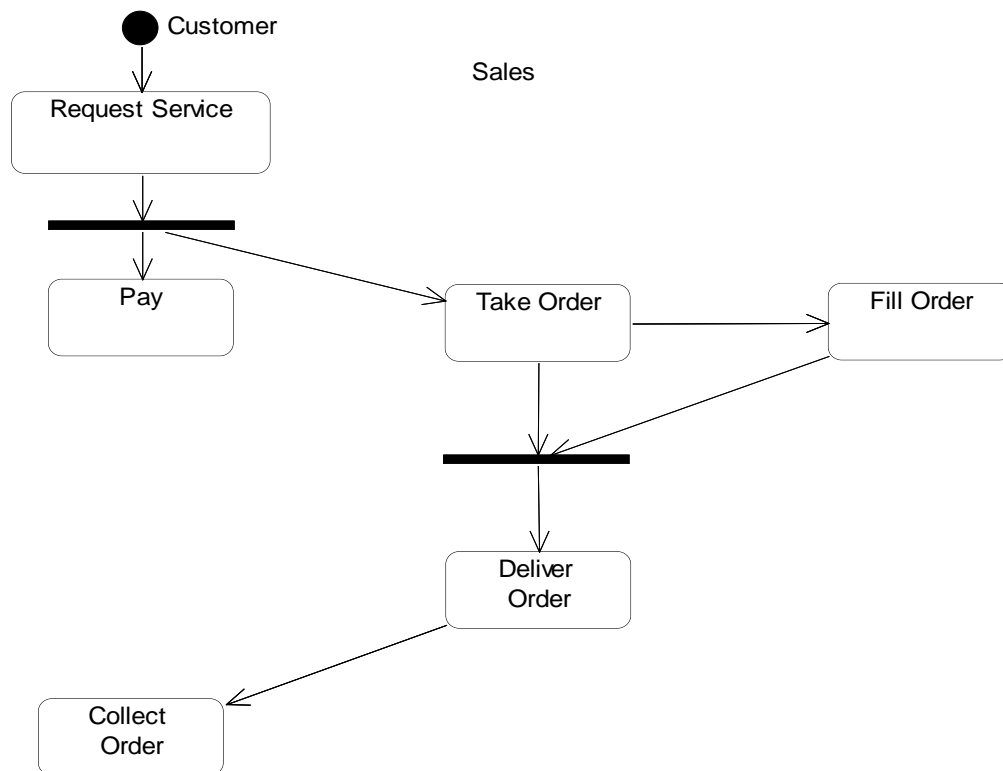 Customer
Sales
Request Service
Pay
Take Order
Fill Order
Deliver
Order
Collect
Order